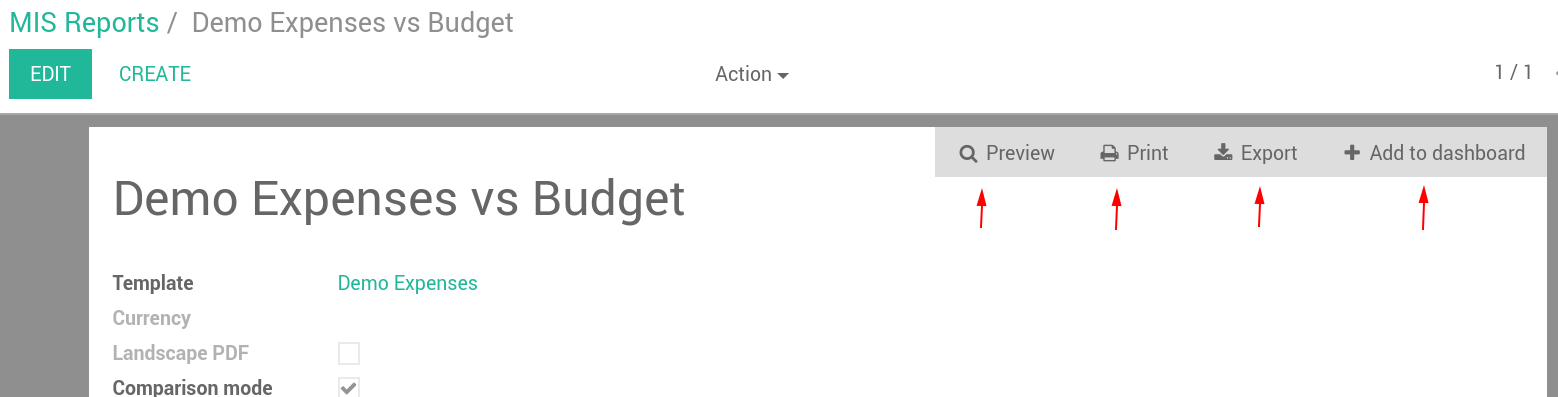 MIS Reports / Demo Expenses vs Budget
EDIT CREATE Action 1 / 1
Preview Print Export Add to dashboard
Demo Expenses vs Budget
Template Demo Expenses
Currency
Landscape PDF
Comparison mode